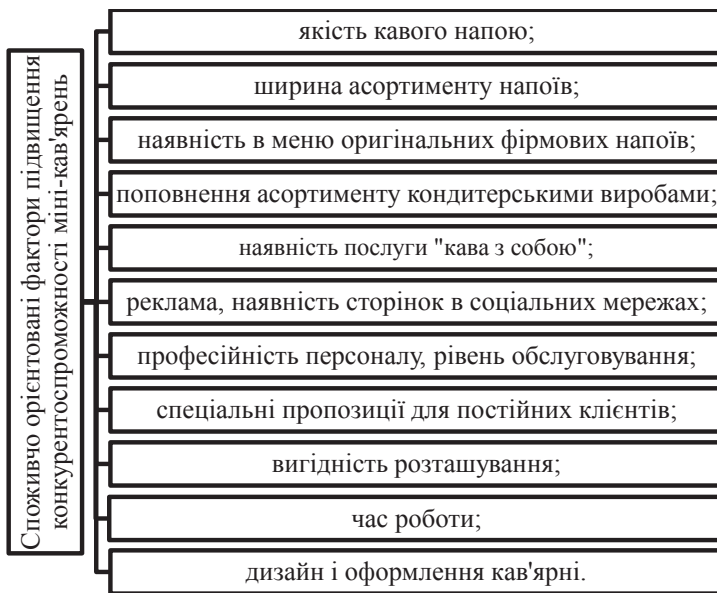 Споживчо орієнтовані фактори підвищення
конкурентоспроможності міні-кав'ярень
якість кавого напою;
ширина асортименту напоїв;
наявність в меню оригінальних фірмових напоїв;
поповнення асортименту кондитерськими виробами;
наявність послуги "кава з собою";
реклама, наявність сторінок в соціальних мережах;
професійність персоналу, рівень обслуговування;
спеціальні пропозиції для постійних клієнтів;
вигідність розташування;
час роботи;
дизайн і оформлення кав'ярні.